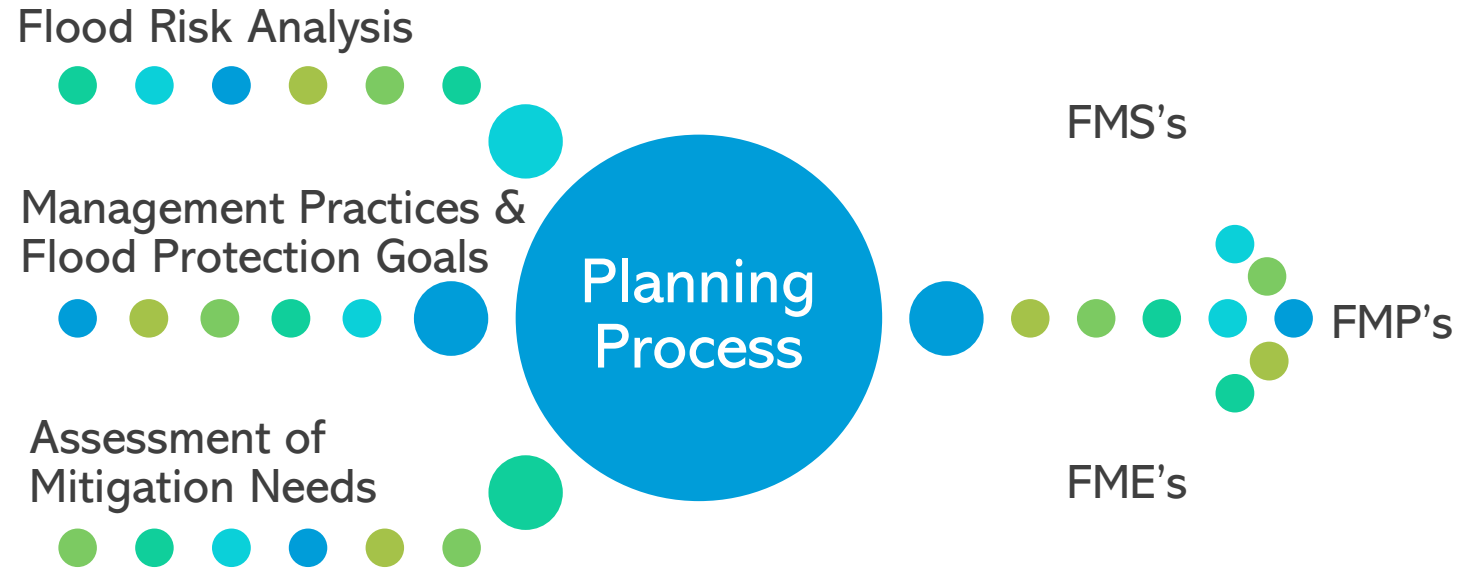 Flood Risk Analysis
Management Practices &
Flood Protection Goals
Assessment of
Mitigation Needs
Planning
Process
FMS’s
FMP’s
FME’s